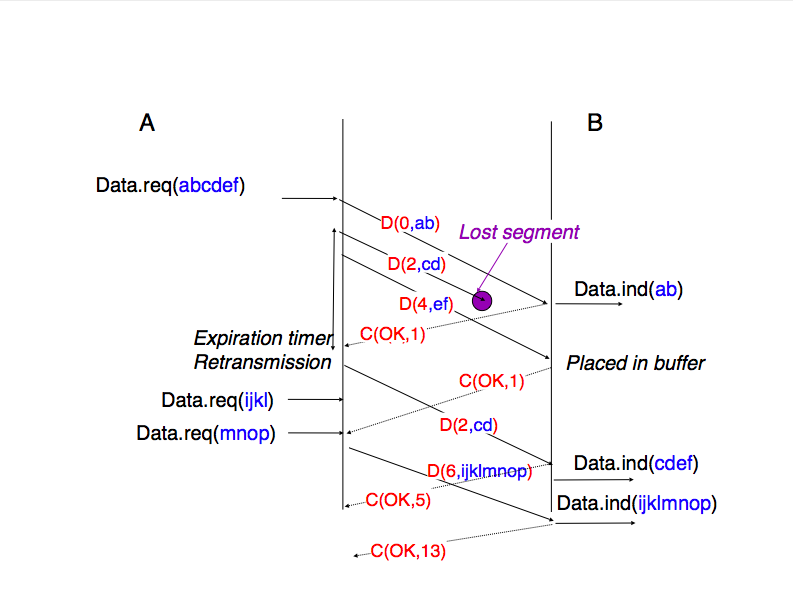 A
B
Data.req(abcdef)
D(0,ab)
Lost segment
D(2,cd)
Data.ind(ab)
D(4,ef)
Expiration timer
C(OK,1)
Retransmission
Placed in buffer
C(OK,1)
Data.req(ijkl)
D(2,cd)
Data.req(mnop)
D(6,ijklmnop)
Data.ind(cdef)
C(OK,5)
Data.ind(ijklmnop)
C(OK,13)